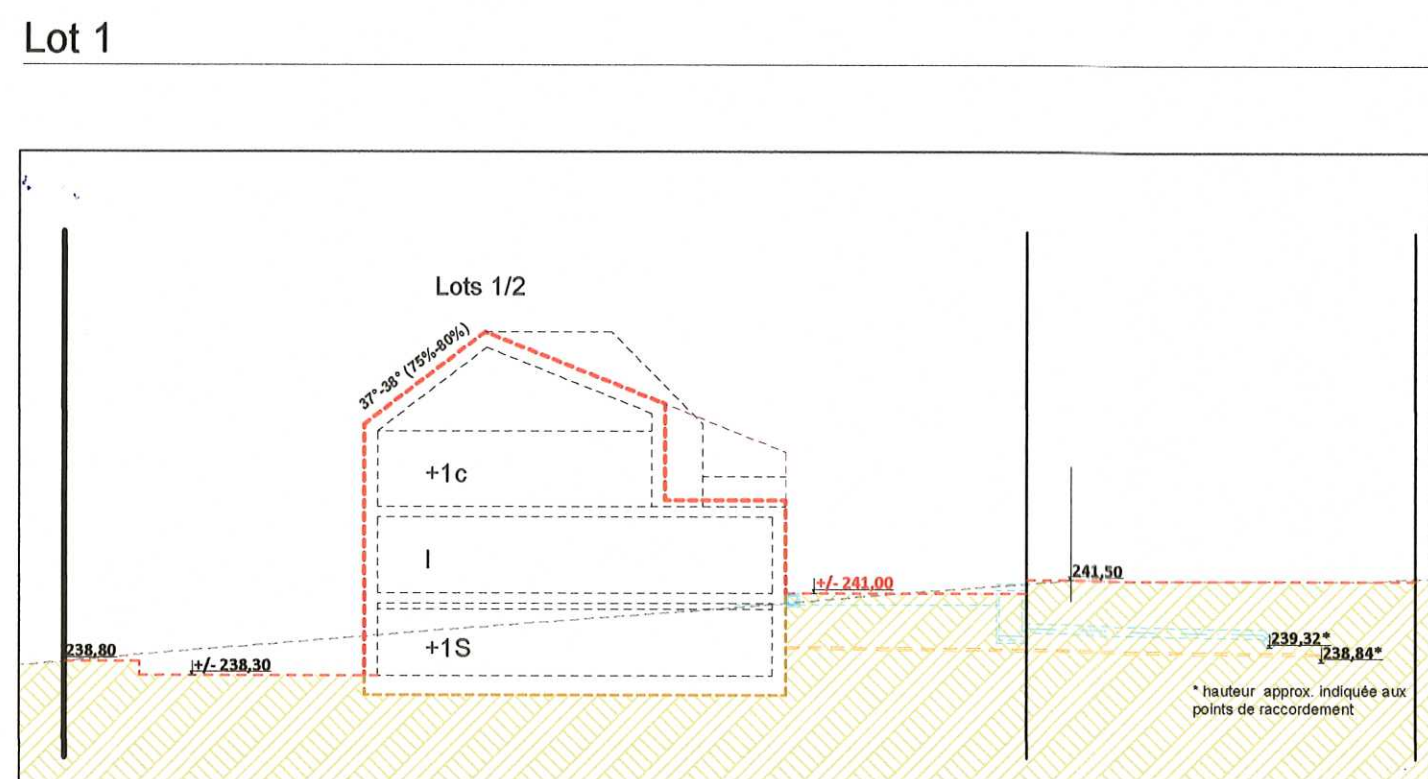 Lot 1
Lots 1/2
37°-38° (75%-80%)
+1c
I
+/- 241,00
241,50
+1S
238,80
+/- 238,30
239,32*
238,84*
* hauteur approx. indiquée aux
points de raccordement